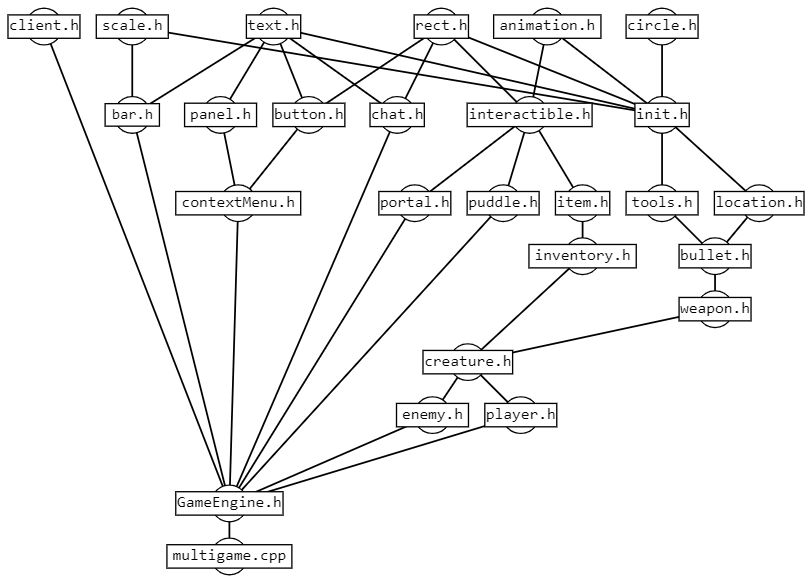 client.h
scale.h
text.h
rect.h
animation.h
circle.h
bar.h
panel.h
button.h
chat.h
interactible.h
init.h
contextMenu.h
portal.h
puddle.h
item.h
tools.h
location.h
inventory.h
bullet.h
weapon.h
creature.h
enemy.h
player.h
GameEngine.h
multigame.cpp